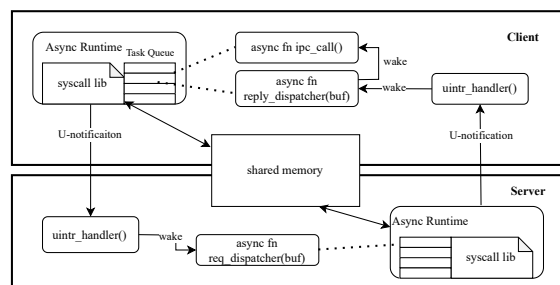 Async Runtime
Task Queue
syscall lib
async fn ipc_call()
async fn
reply_dispatcher(buf)
wake
wake
uintr_handler()
Client
U-notificaiton
U-notification
shared memory
Server
uintr_handler()
wake
async fn
req_dispatcher(buf)
Async Runtime
syscall lib